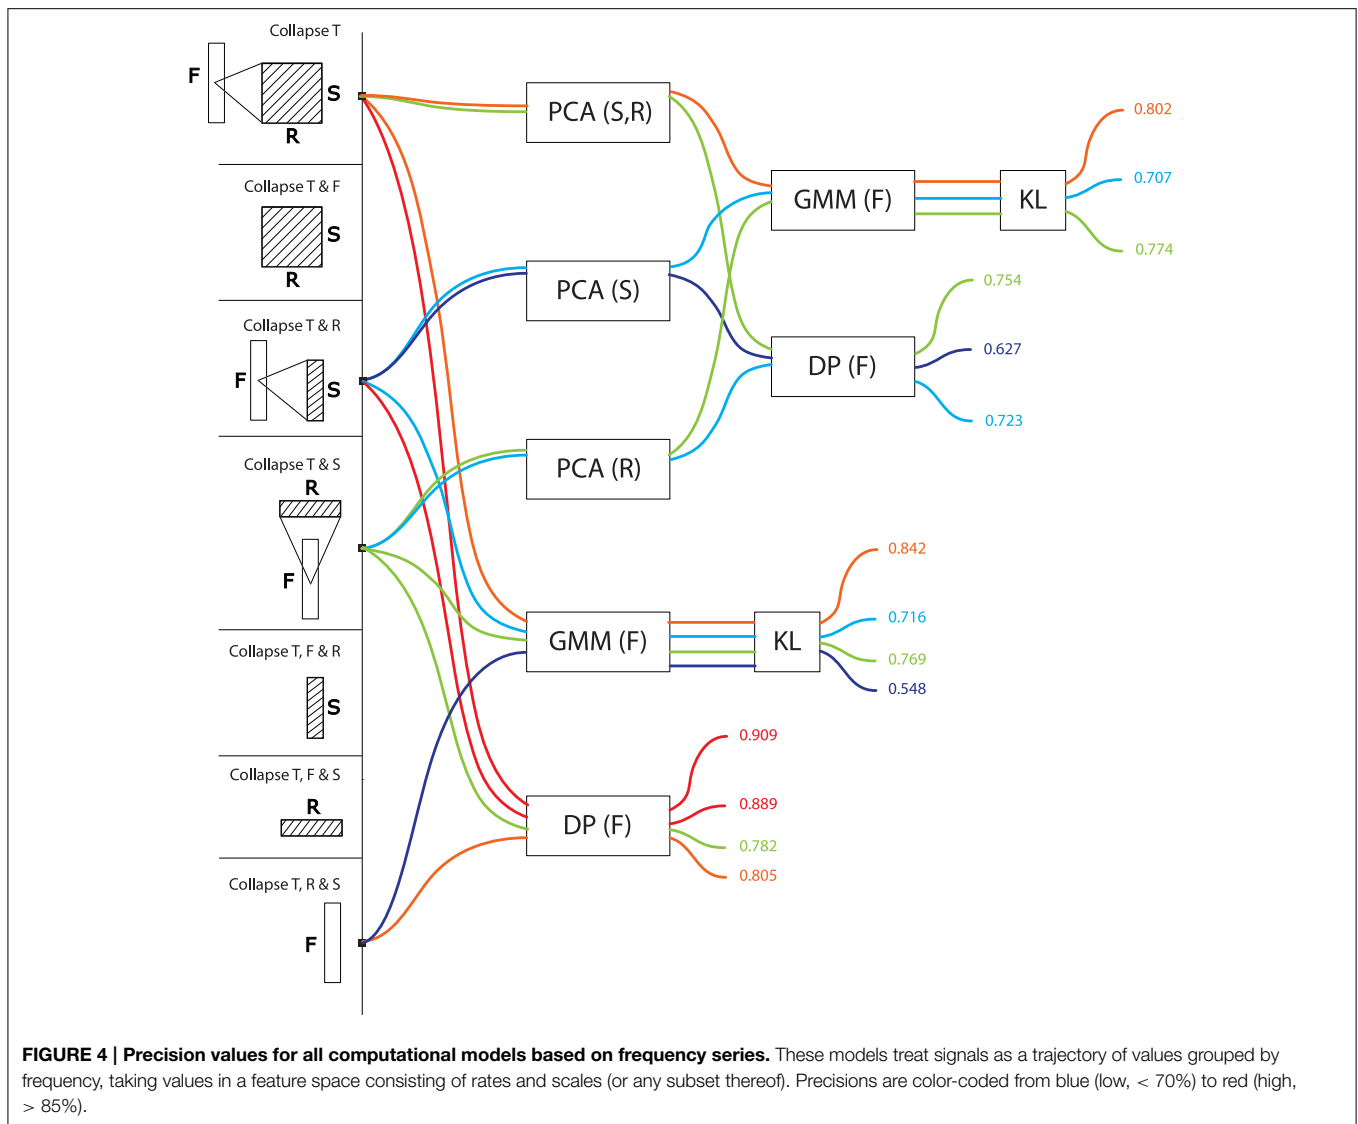 Collapse T
F
S
R
Collapse T & F
S
R
Collapse T & R
F
S
Collapse T & S
R
F
Collapse T, F & R
S
Collapse T, F & S
R
Collapse T, R & S
F
PCA (S,R)
PCA (S)
PCA (R)
GMM (F)
KL
0.802
0.707
0.774
DP (F)
0.754
0.627
0.723
GMM (F)
KL
0.842
0.716
0.769
0.548
DP (F)
0.909
0.889
0.782
0.805
FIGURE 4 | Precision values for all computational models based on frequency series. These models treat signals as a trajectory of values grouped by
frequency, taking values in a feature space consisting of rates and scales (or any subset thereof). Precisions are color-coded from blue (low, < 70%) to red (high,
> 85%).